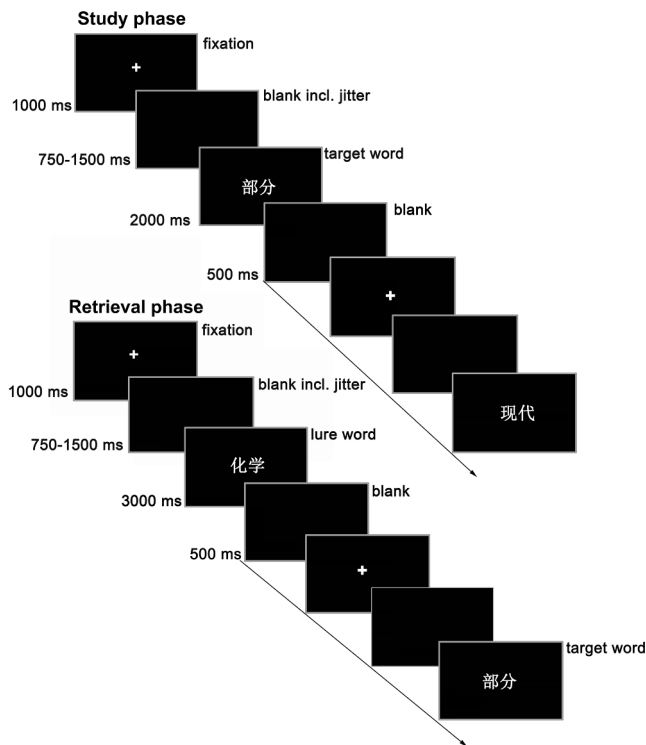 Study phase
fixation
1000 ms
blank incl. jitter
750-1500 ms
target word
部分
2000 ms
blank
500 ms
现代
Retrieval phase
fixation
1000 ms
blank incl. jitter
750-1500 ms
lure word
化学
3000 ms
blank
500 ms
target word
部分